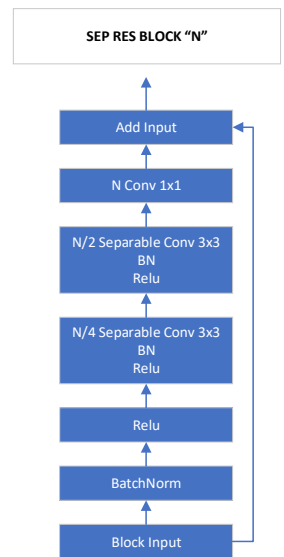 SEP RES BLOCK “N”
Add Input
N Conv 1x1
N/2 Separable Conv 3x3
BN
Relu
N/4 Separable Conv 3x3
BN
Relu
Relu
BatchNorm
Block Input